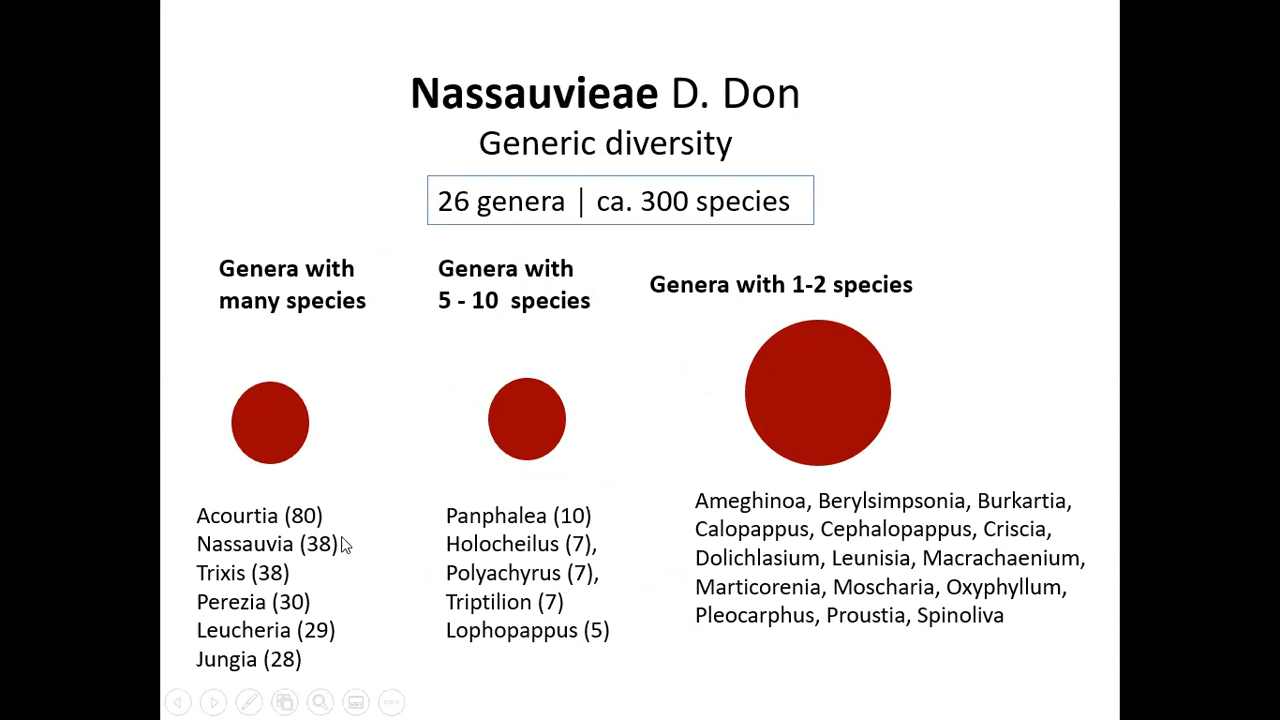 Nassauvieae D. Don
Generic diversity
26 genera | ca. 300 species
Genera with
many species
Genera with
5 - 10 species
Genera with 1-2 species
Acourtia (80)
Nassauvia (38)
Trixis (38)
Perezia (30)
Leucheria (29)
Jungia (28)
Panphalea (10)
Holocheilus (7),
Polyachyrus (7),
Triptilion (7)
Lophopappus (5)
Ameghinoa, Berylsimpsonia, Burkartia,
Calopappus, Cephalopappus, Criscia,
Dolichlasium, Leunisia, Macrachaenium,
Marticorenia, Moscharia, Oxyphyllum,
Pleocarphus, Proustia, Spinoliva